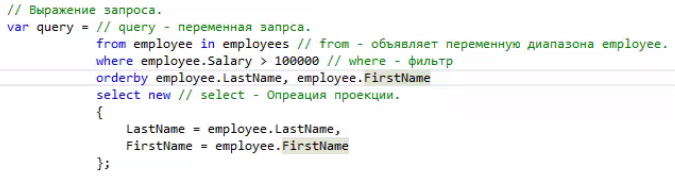 // Выражение запроса.
var query = // query - переменная запрса.
from employee in employees // from - объявляет переменную диапазона employee.
where employee.Salary > 100000 // where - фильтр
orderby employee.LastName, employee.FirstName
select new // select - Опреация проекции.
{
LastName = employee.LastName,
FirstName = employee.FirstName
};